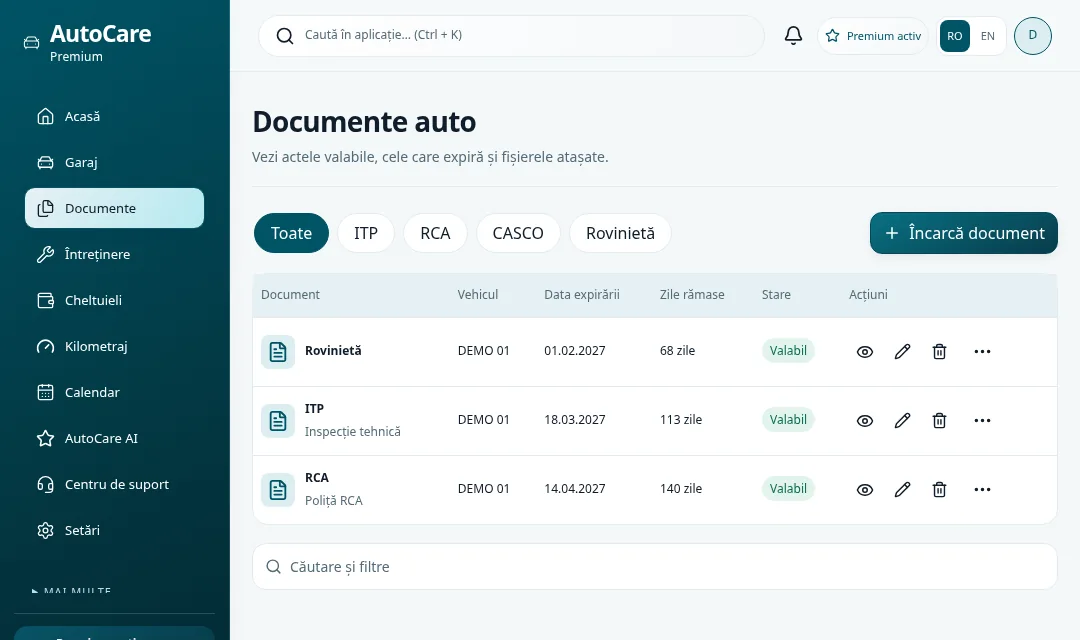 AutoCare
Premium
Acasă
Garaj
Documente
Întreținere
Cheltuieli
Kilometraj
Calendar
AutoCare AI
Centru de suport
Setări
MAI MULTE
Caută în aplicație... (Ctrl + K)
Premium activ
RO
EN
D
Documente auto
Vezi actele valabile, cele care expiră și fișierele atașate.
Toate
ITP
RCA
CASCO
Rovinietă
Încarcă document
Document Vehicul Data expirării Zile rămase Stare Acțiuni
Rovinietă DEMO 01 01.02.2027 68 zile Valabil
ITP
Inspecție tehnică DEMO 01 18.03.2027 113 zile Valabil
RCA
Poliță RCA DEMO 01 14.04.2027 140 zile Valabil
Căutare și filtre